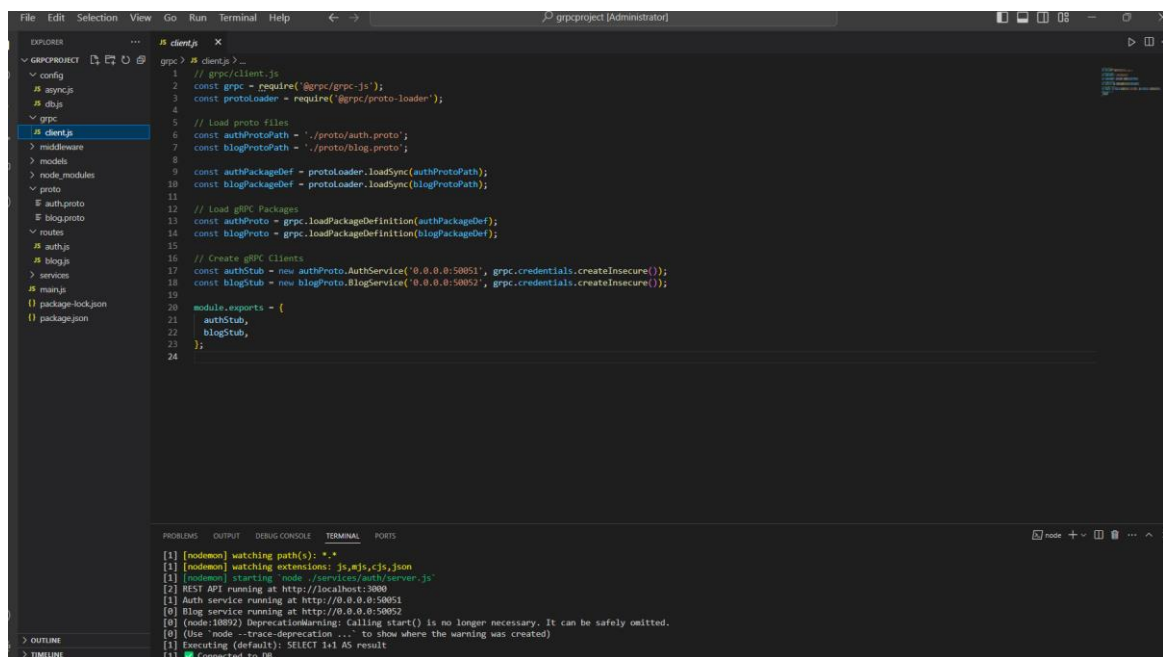 File Edit Selection View Go Run Terminal Help
grpcproject [Administrator]
EXPLORER
GRPCPROJECT
config
JS async.js
JS db.js
grpc
JS client.js
middleware
models
node_modules
proto
auth.proto
blog.proto
routes
JS auth.js
JS blog.js
services
JS main.js
{} package-lock.json
{} package.json
OUTLINE
TIMELINE
JS client.js X
grpc > JS client.js > ...
1 // grpc/client.js
2 const grpc = require('@grpc/grpc-js');
3 const protoLoader = require('@grpc/proto-loader');
4
5 // Load proto files
6 const authProtoPath = './proto/auth.proto';
7 const blogProtoPath = './proto/blog.proto';
8
9 const authPackageDef = protoLoader.loadSync(authProtoPath);
10 const blogPackageDef = protoLoader.loadSync(blogProtoPath);
11
12 // Load gRPC Packages
13 const authProto = grpc.loadPackageDefinition(authPackageDef);
14 const blogProto = grpc.loadPackageDefinition(blogPackageDef);
15
16 // Create gRPC Clients
17 const authStub = new authProto.AuthService('0.0.0.0:50051', grpc.credentials.createInsecure());
18 const blogStub = new blogProto.BlogService('0.0.0.0:50052', grpc.credentials.createInsecure());
19
20 module.exports = {
21 authStub,
22 blogStub,
23 };
24
PROBLEMS OUTPUT DEBUG CONSOLE TERMINAL PORTS
node
[1] [nodemon] watching path(s): *.*
[1] [nodemon] watching extensions: js,mjs,cjs,json
[1] [nodemon] starting `node ./services/auth/server.js`
[2] REST API running at http://localhost:3000
[1] Auth service running at http://0.0.0.0:50051
[0] Blog service running at http://0.0.0.0:50052
[0] (node:10892) DeprecationWarning: Calling start() is no longer necessary. It can be safely omitted.
[0] (Use `node --trace-deprecation ...` to show where the warning was created)
[1] Executing (default): SELECT 1+1 AS result
[1] ✅ Connected to DB